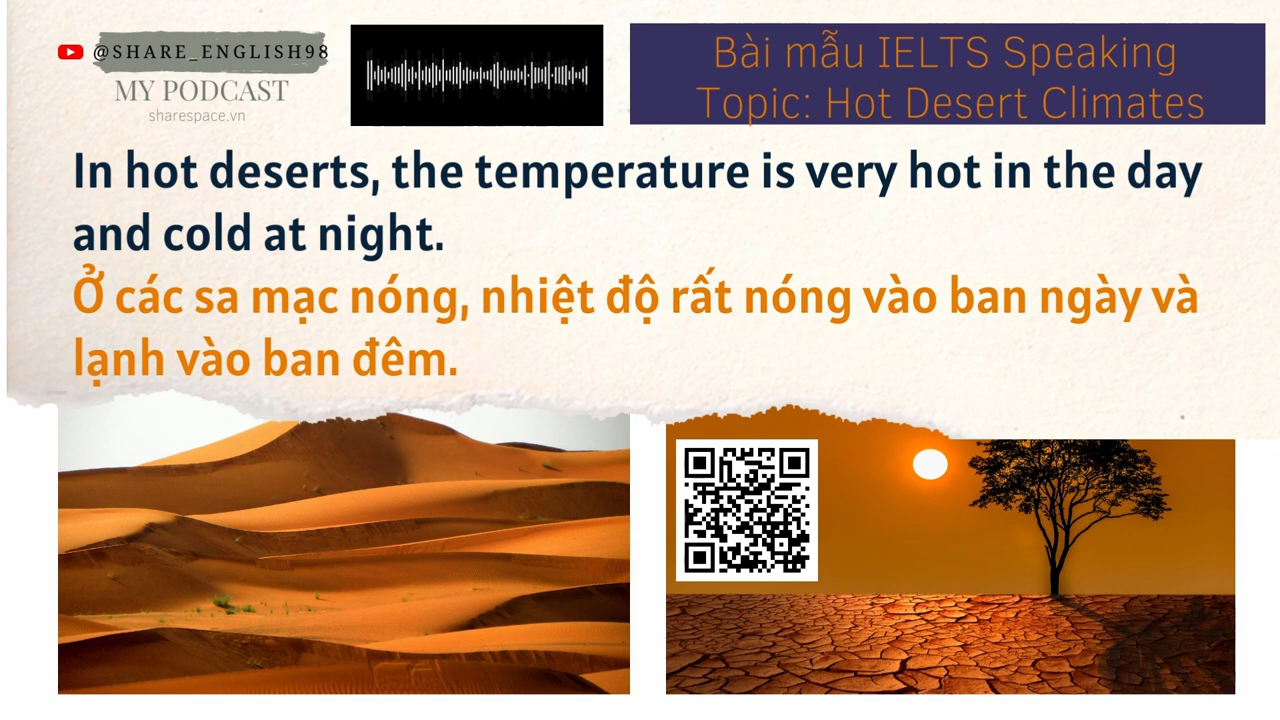 @SHARE_ENGLISH98
MY PODCAST
sharespace.vn
Bài mẫu IELTS Speaking
Topic: Hot Desert Climates
In hot deserts, the temperature is very hot in the day
and cold at night.
Ở các sa mạc nóng, nhiệt độ rất nóng vào ban ngày và
lạnh vào ban đêm.